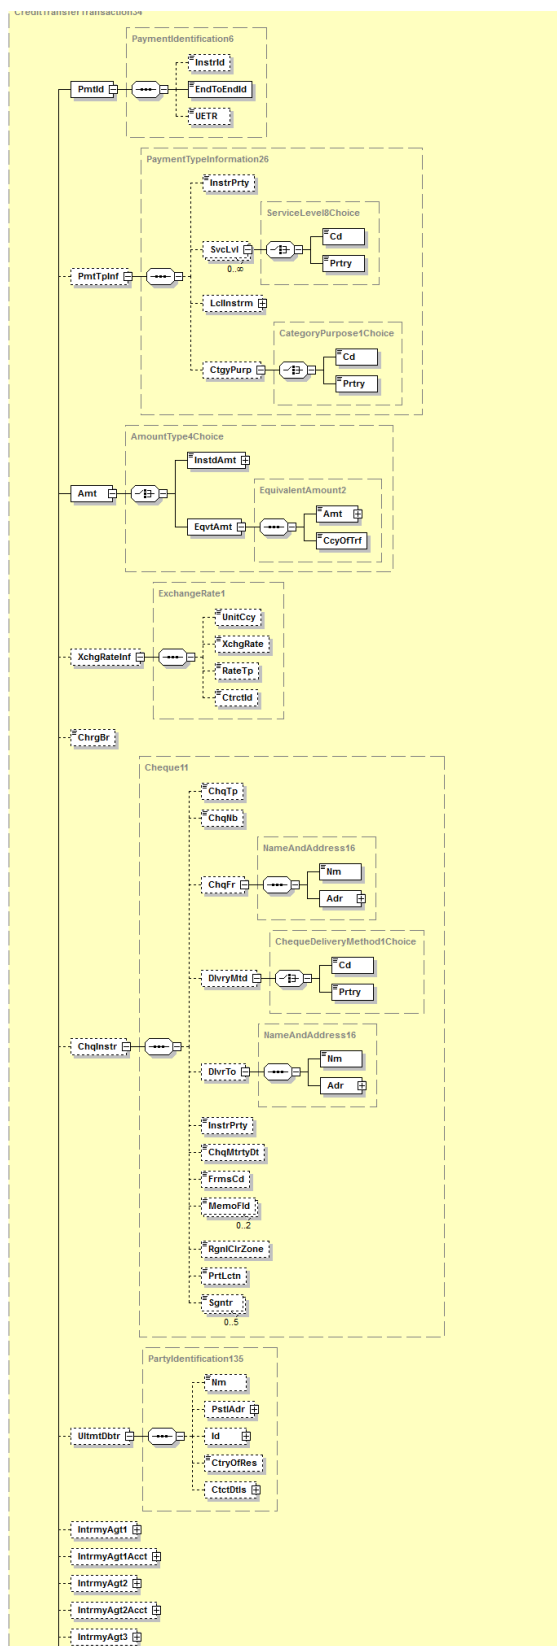 CreditTransferTransaction34
PaymentIdentification6
InstrId
PmtId
EndToEndId
UETR
PaymentTypeInformation26
InstrPrty
ServiceLevel8Choice
Cd
SvcLvl
0..∞
Prtry
PmtTpInf
LclInstrm
CategoryPurpose1Choice
Cd
CtgyPurp
Prtry
AmountType4Choice
InstdAmt
Amt
EquivalentAmount2
Amt
EqvtAmt
CcyOfTrf
ExchangeRate1
UnitCcy
XchgRate
XchgRateInf
RateTp
CtrctId
ChrgBr
Cheque11
ChqTp
ChqNb
NameAndAddress16
Nm
ChqFr
Adr
ChequeDeliveryMethod1Choice
Cd
DlvryMtd
Prtry
NameAndAddress16
ChqInstr
Nm
DlvrTo
Adr
InstrPrty
ChqMtrtyDt
FrmsCd
MemoFld
0..2
RgnlClrZone
PrtLctn
Sgntr
0..5
PartyIdentification135
Nm
PstlAdr
UltmtDbtr
Id
CtryOfRes
CtctDtls
IntrmyAgt1
IntrmyAgt1Acct
IntrmyAgt2
IntrmyAgt2Acct
IntrmyAgt3